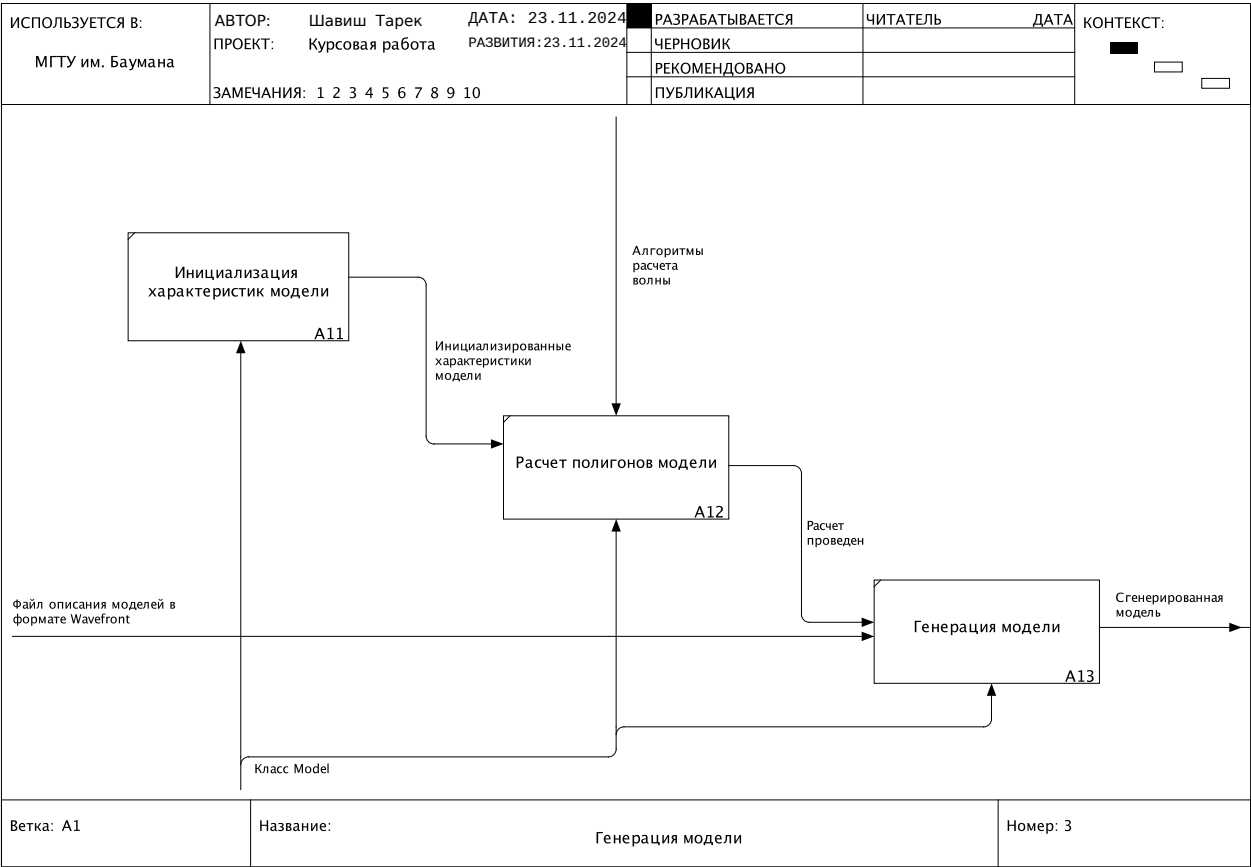 ИСПОЛЬЗУЕТСЯ В:
МГТУ им. Баумана
АВТОР: Шавиш Тарек ДАТА: 23.11.2024
ПРОЕКТ: Курсовая работа РАЗВИТИЯ:23.11.2024
ЗАМЕЧАНИЯ: 1 2 3 4 5 6 7 8 9 10
РАЗРАБАТЫВАЕТСЯ
ЧЕРНОВИК
РЕКОМЕНДОВАНО
ПУБЛИКАЦИЯ
ЧИТАТЕЛЬ ДАТА
КОНТЕКСТ:
Алгоритмы
расчета
волны
Инициализация
характеристик модели
A11
Инициализированные
характеристики
модели
Расчет полигонов модели
A12
Расчет
проведен
Файл описания моделей в
формате Wavefront
Генерация модели
A13
Сгенерированная
модель
Класс Model
Ветка: A1
Название:
Генерация модели
Номер: 3